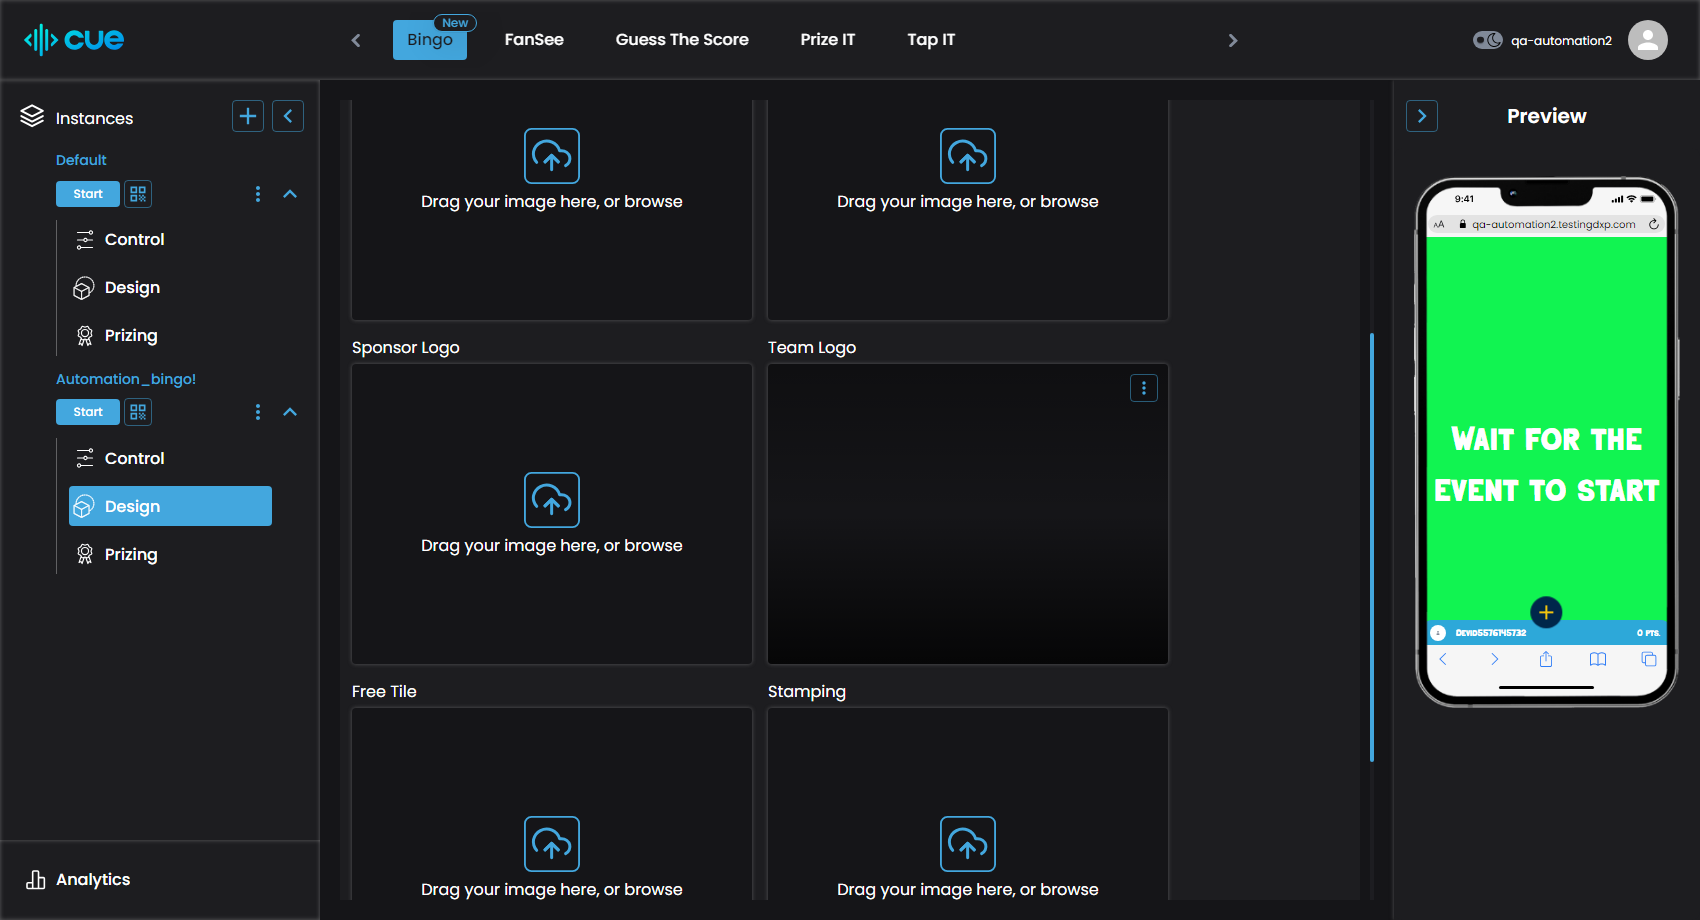 cue
Bingo
New
FanSee
Guess The Score
Prize IT
Tap IT
qa-automation2
Instances
Default
Start
Control
Design
Prizing
Automation_bingo!
Start
Control
Design
Prizing
Analytics
Drag your image here, or browse
Drag your image here, or browse
Sponsor Logo
Team Logo
Drag your image here, or browse
Free Tile
Stamping
Drag your image here, or browse
Drag your image here, or browse
Preview
9:41
AA
qa-automation2.testingdxp.com
Wait for the
event to start
Devid5576145732
0 pts.